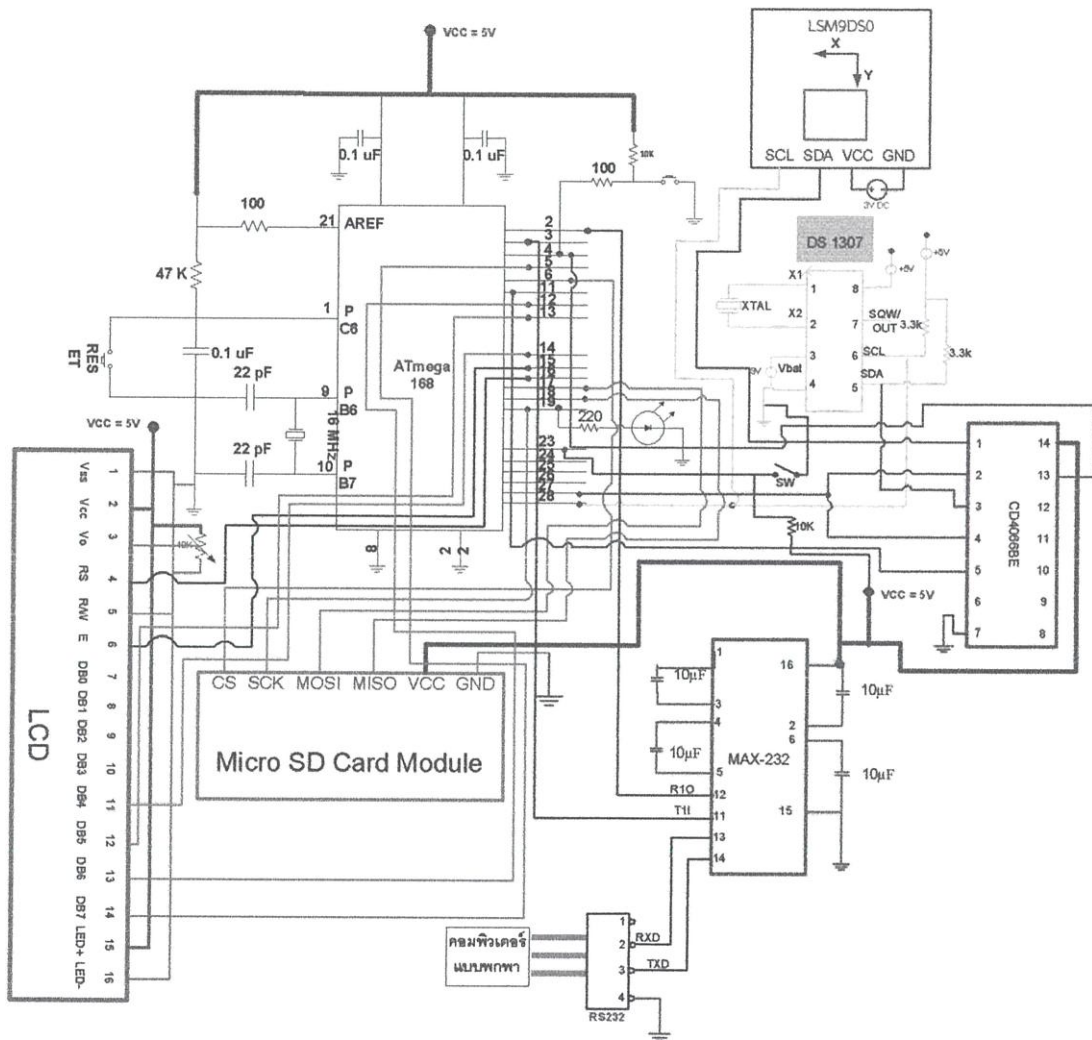 VCC = 5V
LSM9DS0
X
Y
SCL SDA VCC GND
3V DC
0.1 uF
0.1 uF
10K
100
100
21 AREF
47 K
1 P
C6
RES
ET
0.1 uF
22 pF
9 P
B6
16 MHz
22 pF
10 P
B7
ATmega
168
8
2 2
2
3
4
5
6
11
12
13
14
15
16
17
18
19
23
24
25
26
27
28
220
SW
10K
VCC = 5V
DS 1307
X1
X2
XTAL
1
2
3
4
8
7
6
5
+5V
+5V
SQW/
OUT
3.3k
3.3k
SCL
SDA
Vbat
3V
CD4066BE
1
2
3
4
5
6
7
14
13
12
11
10
9
8
VCC = 5V
LCD
Vss 1
Vcc 2
Vo 3
RS 4
R/W 5
E 6
DB0 7
DB1 8
DB2 9
DB3 10
DB4 11
DB5 12
DB6 13
DB7 14
LED+ 15
LED- 16
10K
CS SCK MOSI MISO VCC GND
Micro SD Card Module
MAX-232
1
3
4
5
12
11
13
14
16
2
6
15
10µF
10µF
10µF
10µF
R1O
T1I
RXD
TXD
1
2
3
4
RS232
คอมพิวเตอร์
แบบพกพา